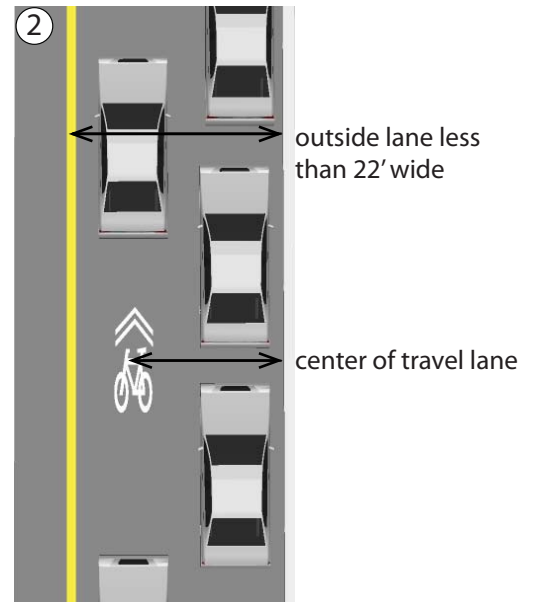 2
outside lane less
than 22’ wide
center of travel lane